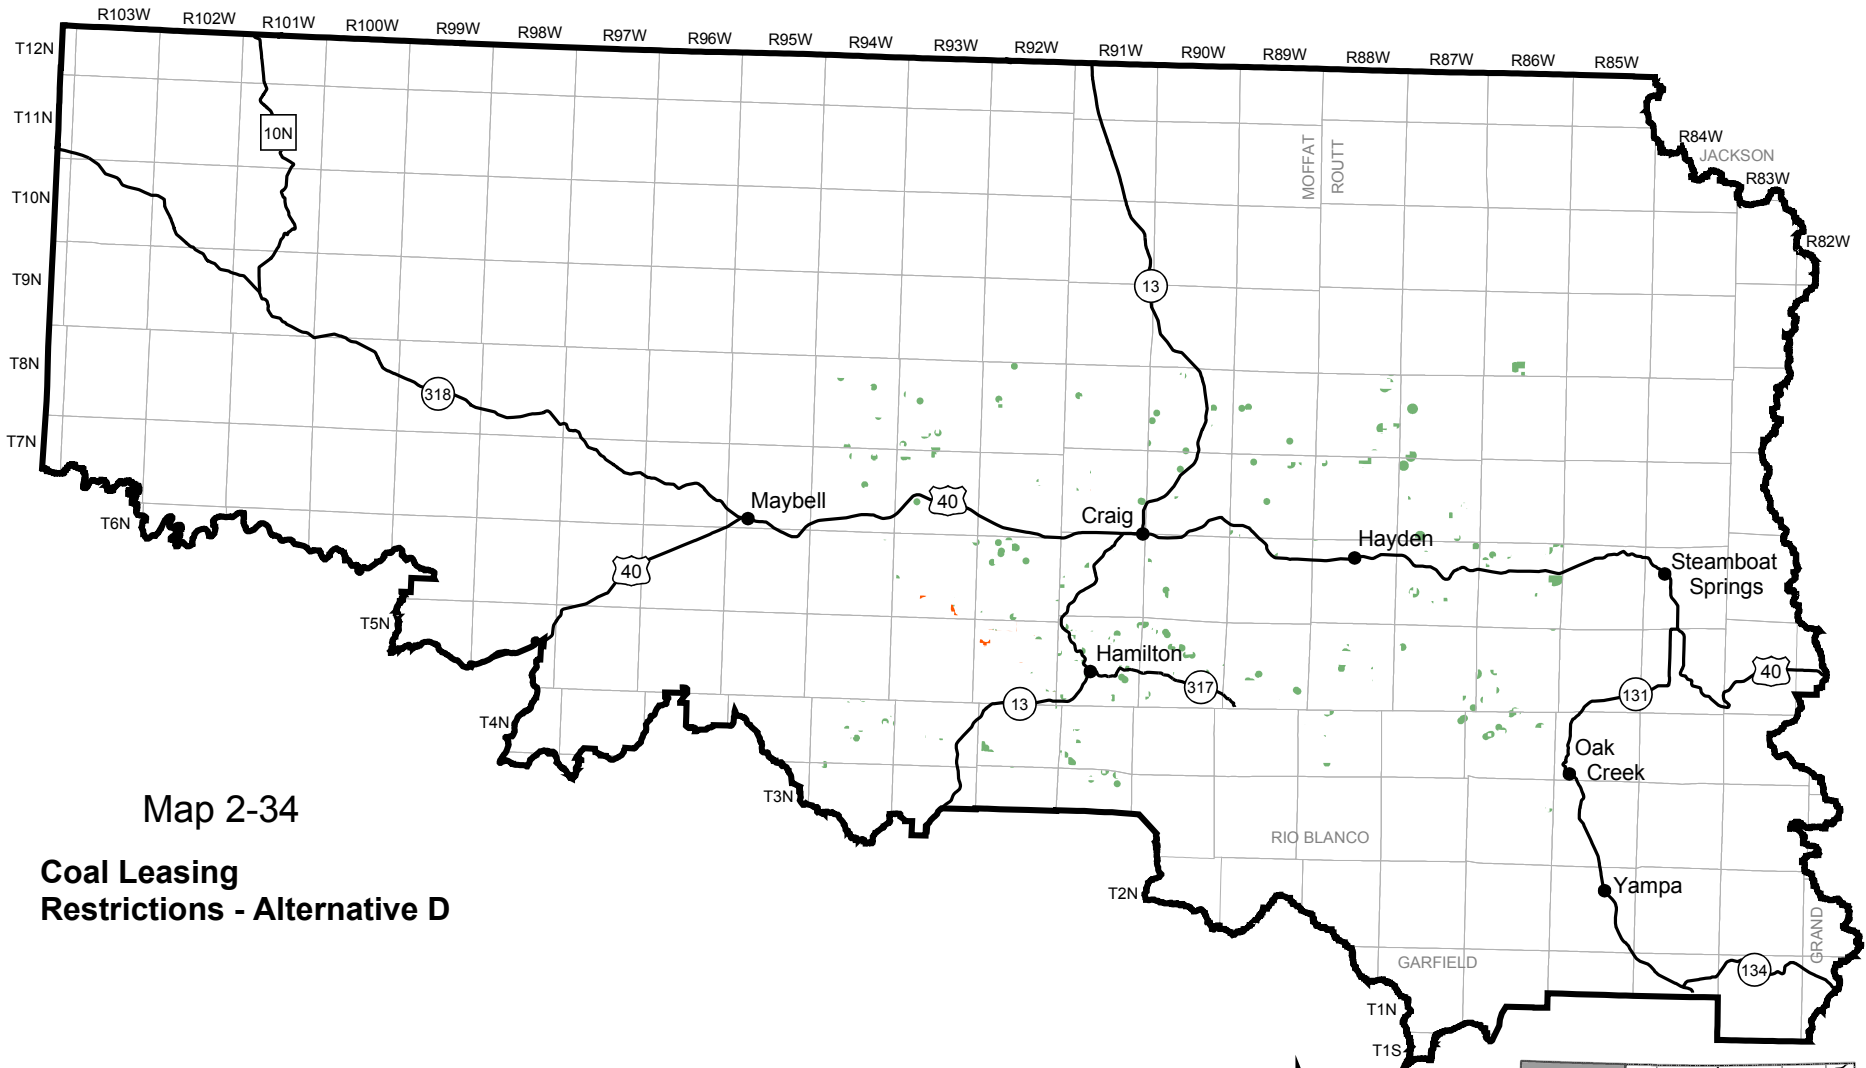 R103W
R102W
R101W
R100W
R99W
R98W
R97W
R96W
R95W
R94W
R93W
R92W
R91W
R90W
R89W
R88W
R87W
R86W
R85W
T12N
T11N
10N
R84W
JACKSON
MOFFAT
ROUTT
R83W
T10N
R82W
T9N
13
T8N
318
T7N
Maybell
40
Craig
T6N
Hayden
40
Steamboat
Springs
T5N
Hamilton
40
317
131
13
T4N
Oak
Creek
T3N
Map 2-34
RIO BLANCO
Coal Leasing
Restrictions - Alternative D
T2N
Yampa
GRAND
GARFIELD
134
T1N
T1S